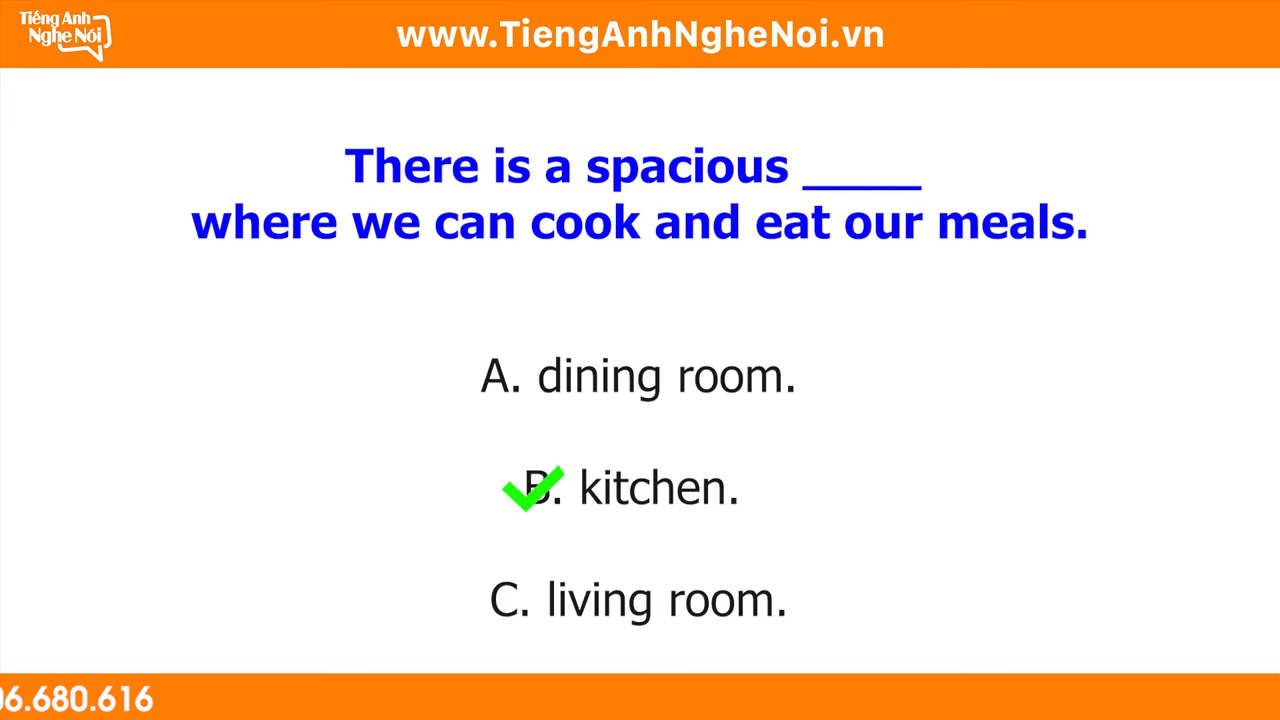 Tiếng Anh
Nghe Nói
www.TiengAnhNgheNoi.vn
There is a spacious _____
where we can cook and eat our meals.
A. dining room.
B. kitchen.
C. living room.
06.680.616